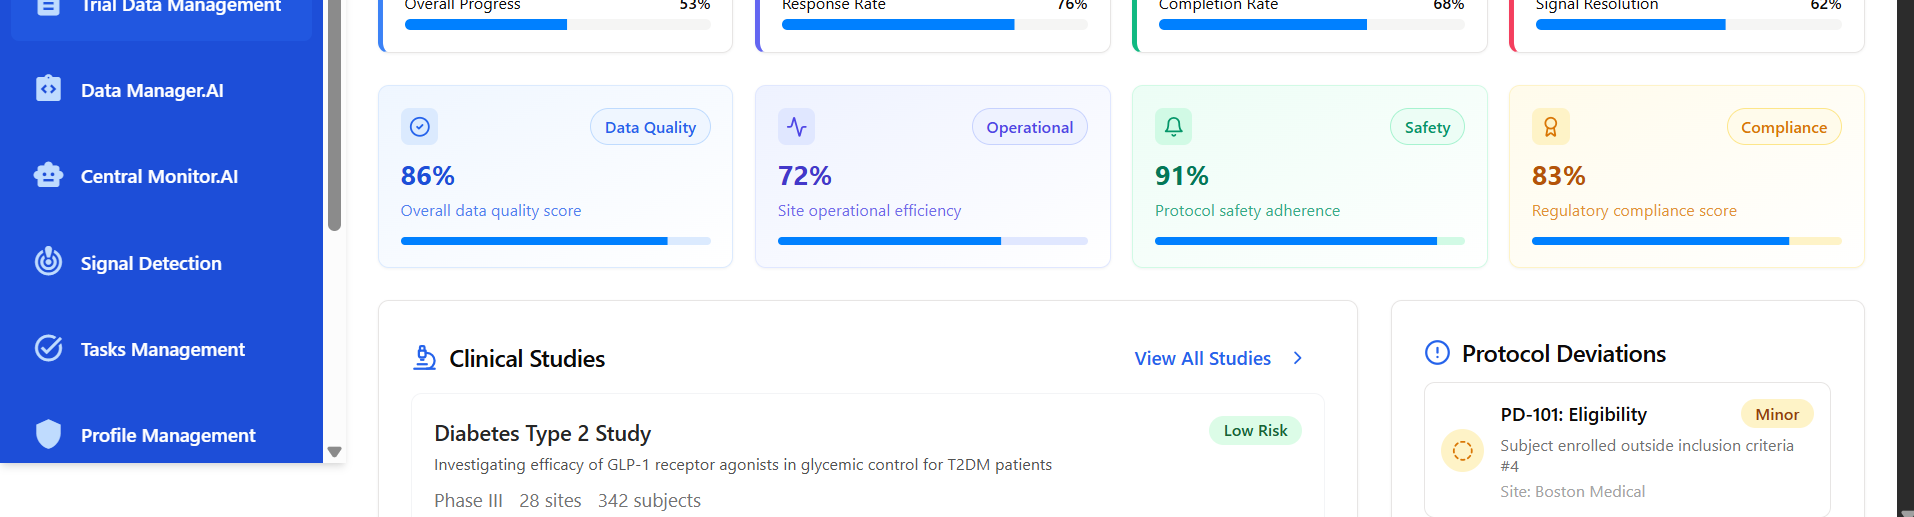 Trial Data Management
Data Manager.AI
Central Monitor.AI
Signal Detection
Tasks Management
Profile Management
Overall Progress 53%
Response Rate 76%
Completion Rate 68%
Signal Resolution 62%
Data Quality
86%
Overall data quality score
Operational
72%
Site operational efficiency
Safety
91%
Protocol safety adherence
Compliance
83%
Regulatory compliance score
Clinical Studies
View All Studies
Diabetes Type 2 Study
Low Risk
Investigating efficacy of GLP-1 receptor agonists in glycemic control for T2DM patients
Phase III 28 sites 342 subjects
Protocol Deviations
PD-101: Eligibility
Minor
Subject enrolled outside inclusion criteria
#4
Site: Boston Medical